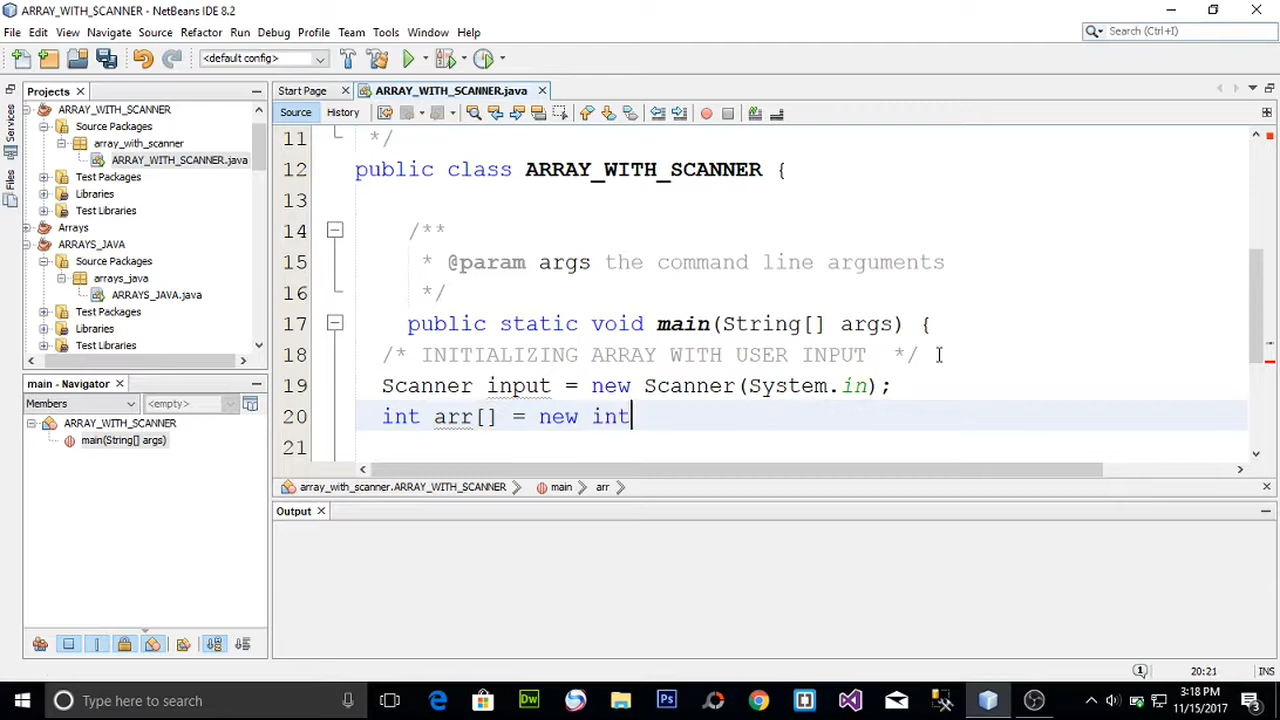 ARRAY_WITH_SCANNER - NetBeans IDE 8.2
File Edit View Navigate Source Refactor Run Debug Profile Team Tools Window Help
Search (Ctrl+I)
<default config>
Projects
Start Page
ARRAY_WITH_SCANNER.java
Services
Files
ARRAY_WITH_SCANNER
Source Packages
array_with_scanner
ARRAY_WITH_SCANNER.java
Test Packages
Libraries
Test Libraries
Arrays
ARRAYS_JAVA
Source Packages
arrays_java
ARRAYS_JAVA.java
Test Packages
Libraries
Test Libraries
Source History
11 */
12 public class ARRAY_WITH_SCANNER {
13
14 /**
15 * @param args the command line arguments
16 */
17 public static void main(String[] args) {
18 /* INITIALIZING ARRAY WITH USER INPUT */
19 Scanner input = new Scanner(System.in);
20 int arr[] = new int
21
array_with_scanner.ARRAY_WITH_SCANNER main arr
main - Navigator
Members <empty>
ARRAY_WITH_SCANNER
main(String[] args)
Output
20:21 INS
Type here to search
Dw
Ps
3:18 PM
11/15/2017
3